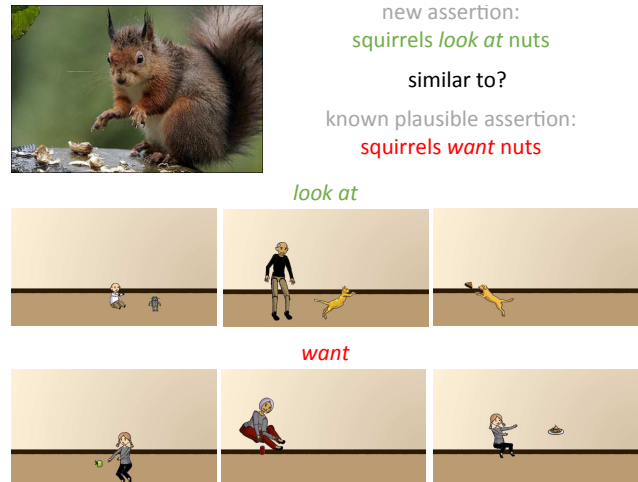 new assertion:
squirrels look at nuts
similar to?
known plausible assertion:
squirrels want nuts
look at
want